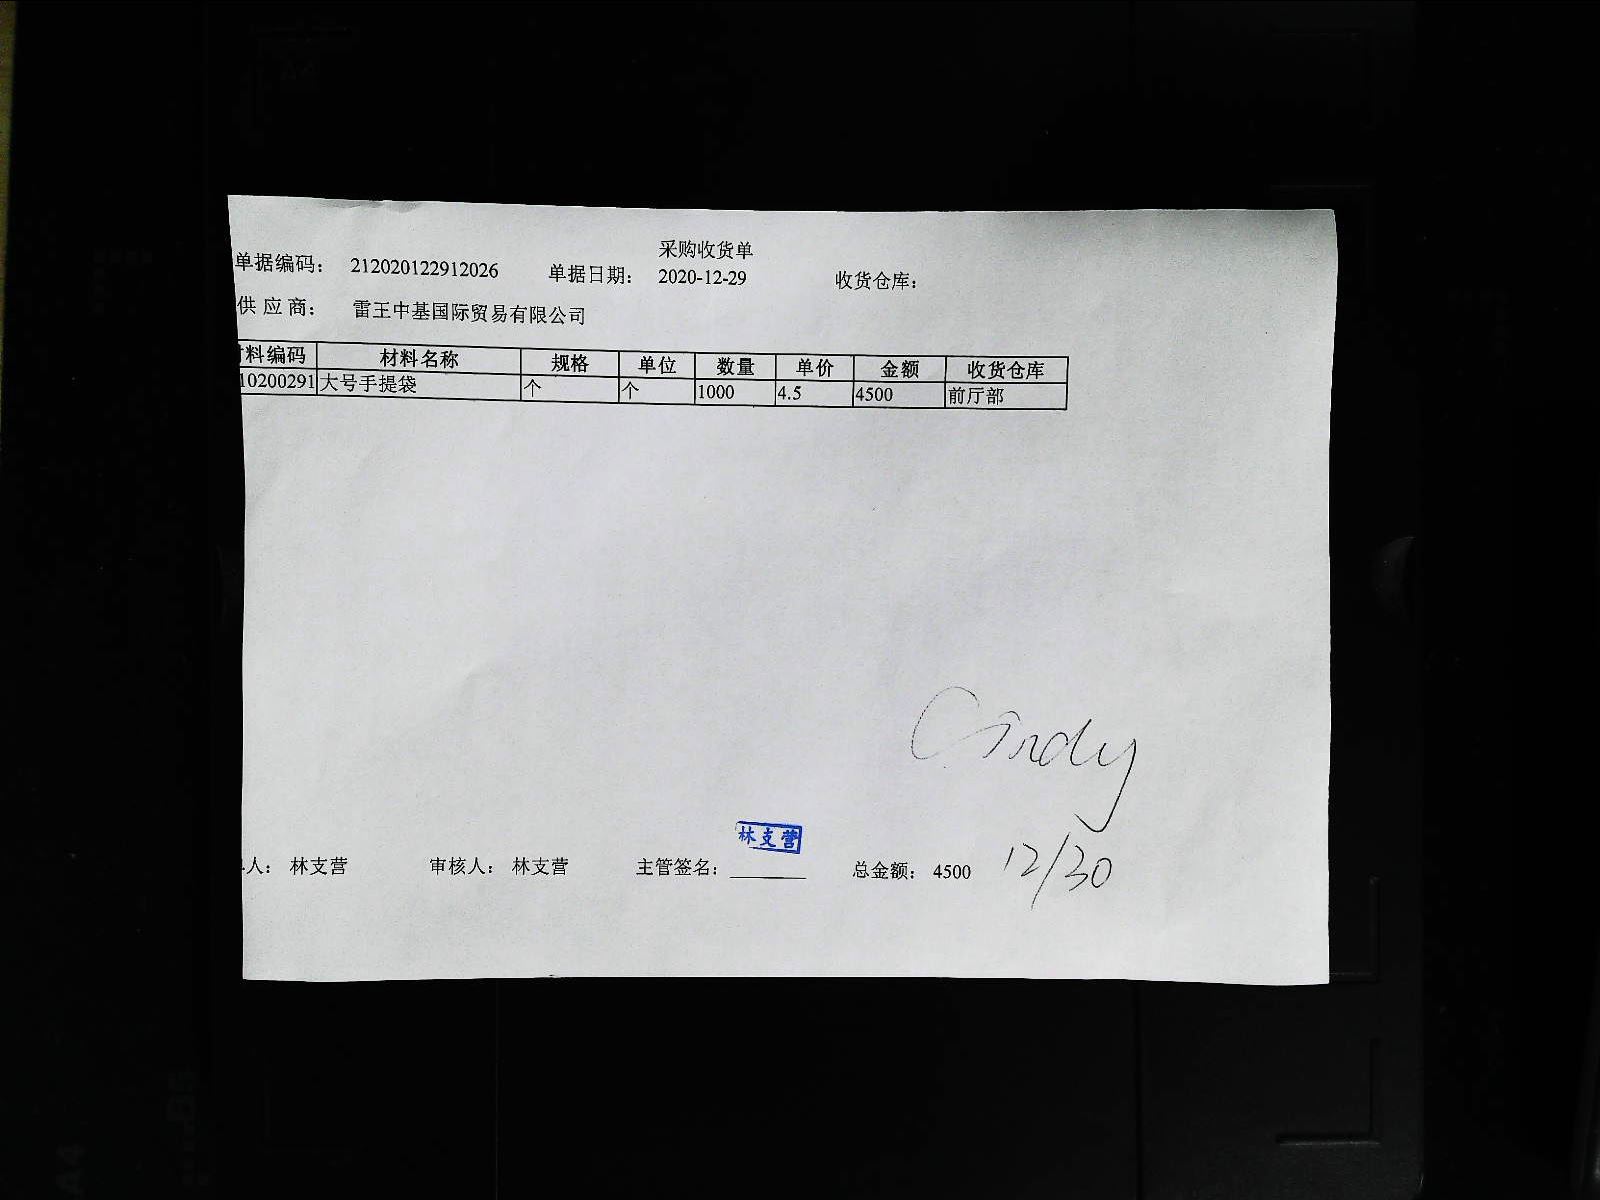 采购收货单
单据编码： 212020122912026 单据日期： 2020-12-29 收货仓库：
供 应 商： 雷王中基国际贸易有限公司
料编码 材料名称 规格 单位 数量 单价 金额 收货仓库
10200291 大号手提袋 个 个 1000 4.5 4500 前厅部
Cindy
林支营
人： 林支营 审核人： 林支营 主管签名： 总金额： 4500 12/30